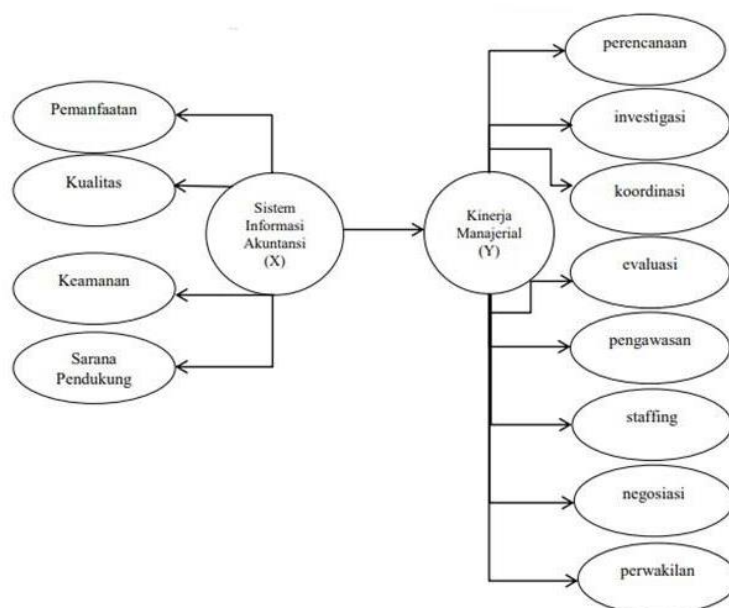 Pemanfaatan
Kualitas
Keamanan
Sarana
Pendukung
Sistem
Informasi
Akuntansi
(X)
Kinerja
Manajerial
(Y)
perencanaan
investigasi
koordinasi
evaluasi
pengawasan
staffing
negosiasi
perwakilan